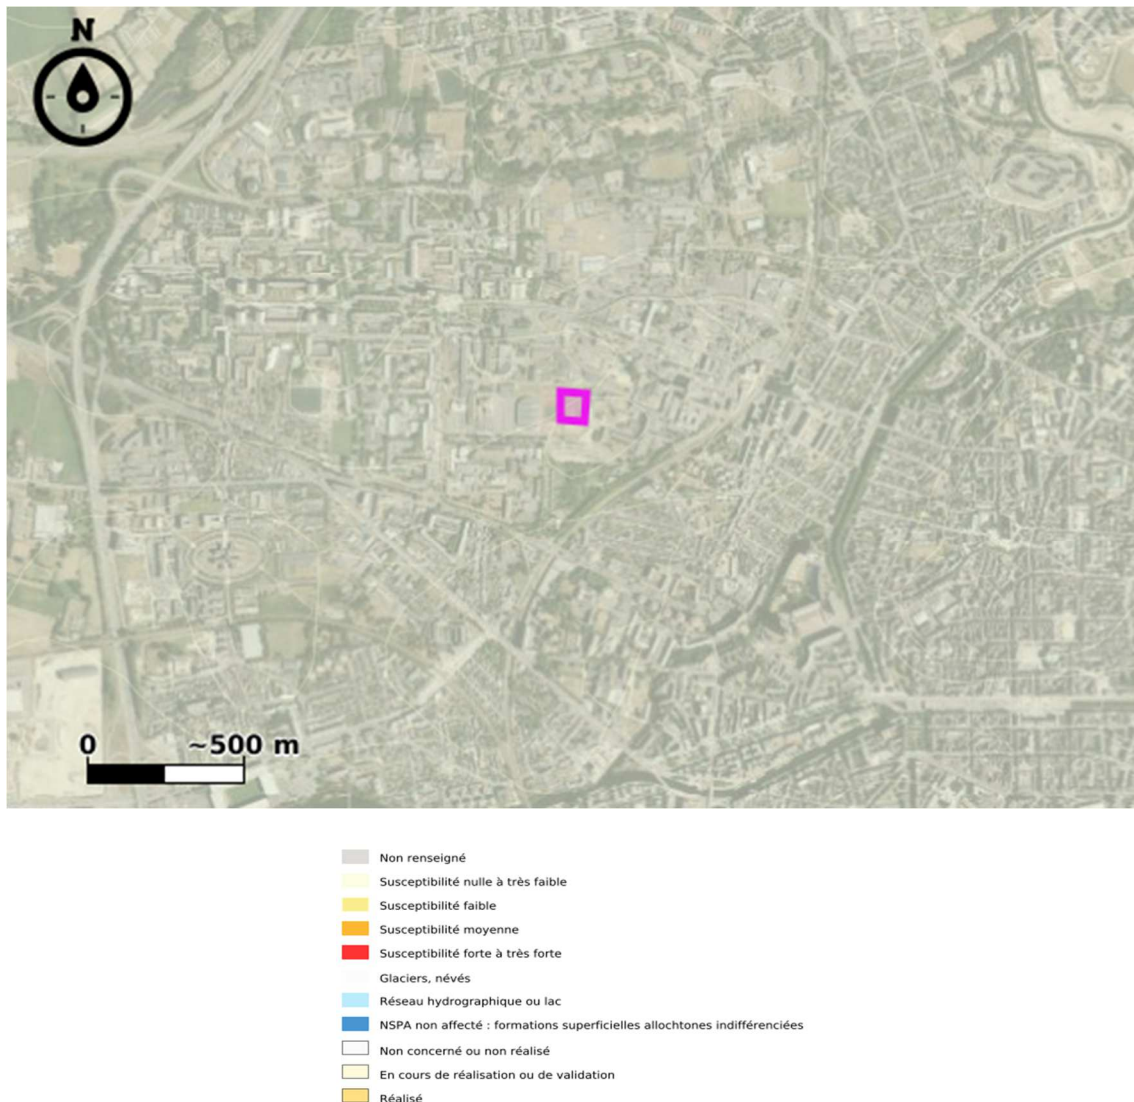 N
0 ~500 m
Non renseigné
Susceptibilité nulle à très faible
Susceptibilité faible
Susceptibilité moyenne
Susceptibilité forte à très forte
Glaciers, névés
Réseau hydrographique ou lac
NSPA non affecté : formations superficielles allochtones indifférenciées
Non concerné ou non réalisé
En cours de réalisation ou de validation
Réalisé